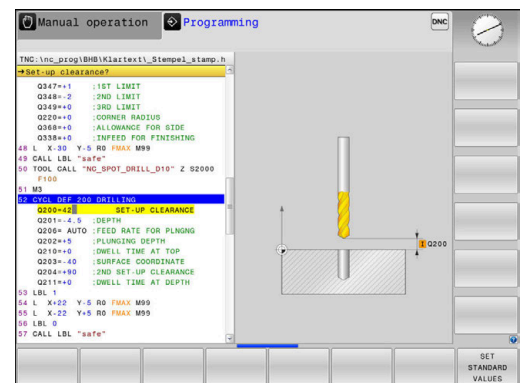 Manual operation
Programming
DNC
TNC:\nc_prog\BHB\Klartext\_Stempel_stamp.h
→Set-up clearance?
Q347=+1 ;1ST LIMIT
Q348=-2 ;2ND LIMIT
Q349=+0 ;3RD LIMIT
Q220=+0 ;CORNER RADIUS
Q368=+0 ;ALLOWANCE FOR SIDE
Q338=+0 ;INFEED FOR FINISHING
48 L X-30 Y-5 R0 FMAX M99
49 CALL LBL "safe"
50 TOOL CALL "NC_SPOT_DRILL_D10" Z S2000
F100
51 M3
52 CYCL DEF 200 DRILLING
Q200=42 SET-UP CLEARANCE
Q201=-4.5 ;DEPTH
Q206= AUTO ;FEED RATE FOR PLNGNG
Q202=+5 ;PLUNGING DEPTH
Q210=+0 ;DWELL TIME AT TOP
Q203=-40 ;SURFACE COORDINATE
Q204=+90 ;2ND SET-UP CLEARANCE
Q211=+0 ;DWELL TIME AT DEPTH
53 LBL 1
54 L X+22 Y-5 R0 FMAX M99
55 L X-22 Y+5 R0 FMAX M99
56 LBL 0
57 CALL LBL "safe"
I Q200
SET
STANDARD
VALUES